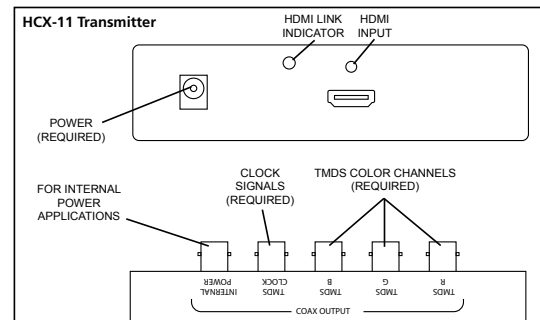 HCX-11 Transmitter
HDMI LINK
INDICATOR
HDMI
INPUT
POWER
(REQUIRED)
FOR INTERNAL
POWER
APPLICATIONS
CLOCK
SIGNALS
(REQUIRED)
TMDS COLOR CHANNELS
(REQUIRED)
INTERNAL
POWER
TMDS
CLOCK
TMDS
B
TMDS
G
TMDS
R
COAX OUTPUT